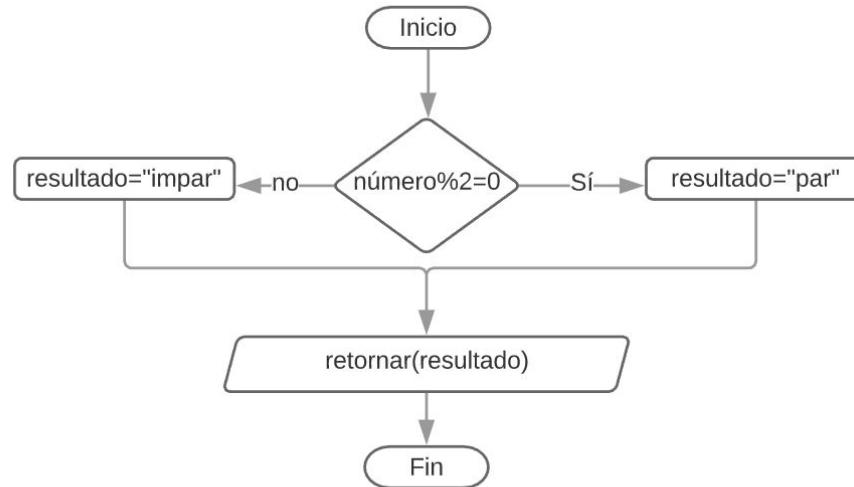 Inicio
resultado="impar"
no
número%2=0
Sí
resultado="par"
retornar(resultado)
Fin